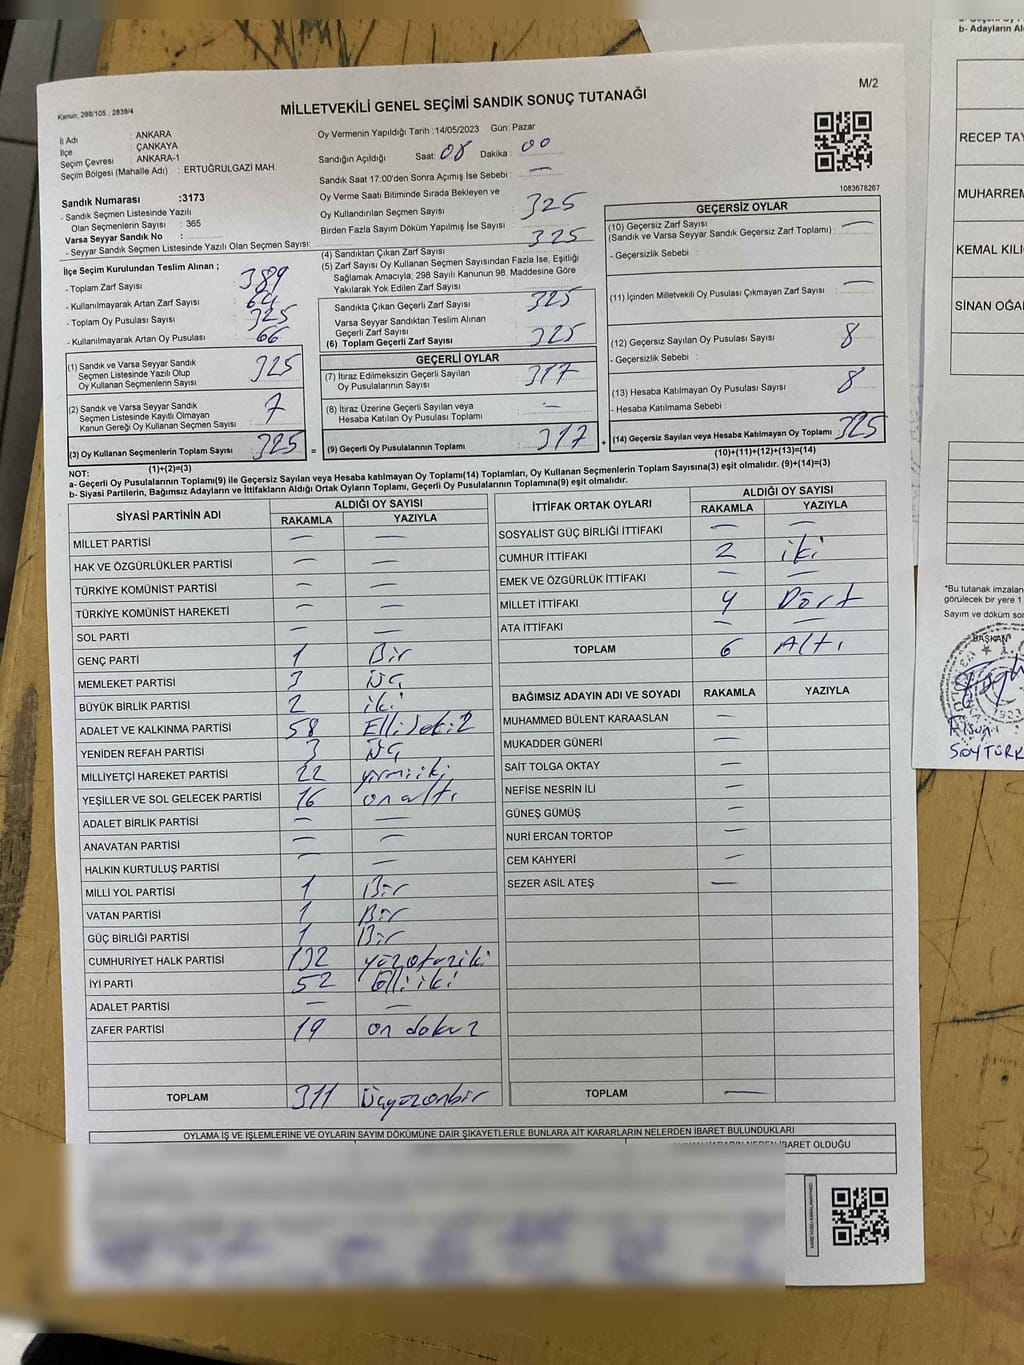 Kanun: 298/105 , 2839/4
M/2
MİLLETVEKİLİ GENEL SEÇİMİ SANDIK SONUÇ TUTANAĞI
İl Adı : ANKARA
İlçe : ÇANKAYA
Seçim Çevresi : ANKARA-1
Seçim Bölgesi (Mahalle Adı) : ERTUĞRULGAZİ MAH.
Sandık Numarası :3173
- Sandık Seçmen Listesinde Yazılı
Olan Seçmenlerin Sayısı : 365
Varsa Seyyar Sandık No :
- Seyyar Sandık Seçmen Listesinde Yazılı Olan Seçmen Sayısı:
Oy Vermenin Yapıldığı Tarih :14/05/2023 Gün: Pazar
Sandığın Açıldığı Saat: 08 Dakika : 00
Sandık Saat 17:00'den Sonra Açımış İse Sebebi : —
Oy Verme Saati Bitiminde Sırada Bekleyen ve
Oy Kullandırılan Seçmen Sayısı : 325
Birden Fazla Sayım Döküm Yapılmış İse Sayısı :
1083678267
İlçe Seçim Kurulundan Teslim Alınan ;
- Toplam Zarf Sayısı : 389
- Kullanılmayarak Artan Zarf Sayısı : 64
- Toplam Oy Pusulası Sayısı : 325
- Kullanılmayarak Artan Oy Pusulası : 66
(1) Sandık ve Varsa Seyyar Sandık
Seçmen Listesinde Yazılı Olup
Oy Kullanan Seçmenlerin Sayısı : 325
(2) Sandık ve Varsa Seyyar Sandık
Seçmen Listesinde Kayıtlı Olmayan
Kanun Gereği Oy Kullanan Seçmen Sayısı : 7
(3) Oy Kullanan Seçmenlerin Toplam Sayısı : 325
(1)+(2)=(3)
(4) Sandıktan Çıkan Zarf Sayısı : 325
(5) Zarf Sayısı Oy Kullanan Seçmen Sayısından Fazla İse, Eşitliği
Sağlamak Amacıyla, 298 Sayılı Kanunun 98. Maddesine Göre
Yakılarak Yok Edilen Zarf Sayısı :
Sandıkta Çıkan Geçerli Zarf Sayısı : 325
Varsa Seyyar Sandıktan Teslim Alınan
Geçerli Zarf Sayısı
(6) Toplam Geçerli Zarf Sayısı : 325
GEÇERLİ OYLAR
(7) İtiraz Edilmeksizin Geçerli Sayılan
Oy Pusulalarının Sayısı : 317
(8) İtiraz Üzerine Geçerli Sayılan veya
Hesaba Katılan Oy Pusulası Toplamı : —
= (9) Geçerli Oy Pusulalarının Toplamı : 317
GEÇERSİZ OYLAR
(10) Geçersiz Zarf Sayısı : —
(Sandık ve Varsa Seyyar Sandık Geçersiz Zarf Toplamı)
- Geçersizlik Sebebi :
(11) İçinden Milletvekili Oy Pusulası Çıkmayan Zarf Sayısı : —
(12) Geçersiz Sayılan Oy Pusulası Sayısı : 8
- Geçersizlik Sebebi :
(13) Hesaba Katılmayan Oy Pusulası Sayısı : 8
- Hesaba Katılmama Sebebi :
+ (14) Geçersiz Sayılan veya Hesaba Katılmayan Oy Toplamı : 325
(10)+(11)+(12)+(13)=(14)
NOT:
a- Geçerli Oy Pusulalarının Toplamı(9) ile Geçersiz Sayılan veya Hesaba katılmayan Oy Toplamı(14) Toplamları, Oy Kullanan Seçmenlerin Toplam Sayısına(3) eşit olmalıdır. (9)+(14)=(3)
b- Siyasi Partilerin, Bağımsız Adayların ve İttifakların Aldığı Ortak Oyların Toplamı, Geçerli Oy Pusulalarının Toplamına(9) eşit olmalıdır.
SİYASİ PARTİNİN ADI ALDIĞI OY SAYISI
RAKAMLA YAZIYLA
MİLLET PARTİSİ — —
HAK VE ÖZGÜRLÜKLER PARTİSİ — —
TÜRKİYE KOMÜNİST PARTİSİ — —
TÜRKİYE KOMÜNİST HAREKETİ — —
SOL PARTİ — —
GENÇ PARTİ 1 Bir
MEMLEKET PARTİSİ 3 üç
BÜYÜK BİRLİK PARTİSİ 2 iki
ADALET VE KALKINMA PARTİSİ 58 Ellisekiz
YENİDEN REFAH PARTİSİ 3 üç
MİLLİYETÇİ HAREKET PARTİSİ 22 yirmiiki
YEŞİLLER VE SOL GELECEK PARTİSİ 16 on altı
ADALET BİRLİK PARTİSİ — —
ANAVATAN PARTİSİ — —
HALKIN KURTULUŞ PARTİSİ — —
MİLLİ YOL PARTİSİ 1 Bir
VATAN PARTİSİ 1 Bir
GÜÇ BİRLİĞİ PARTİSİ 1 Bir
CUMHURİYET HALK PARTİSİ 132 yüzotuziki
İYİ PARTİ 52 Elliiki
ADALET PARTİSİ — —
ZAFER PARTİSİ 19 on dokuz
TOPLAM 311 Üçyüzonbir
İTTİFAK ORTAK OYLARI ALDIĞI OY SAYISI
RAKAMLA YAZIYLA
SOSYALİST GÜÇ BİRLİĞİ İTTİFAKI — —
CUMHUR İTTİFAKI 2 iki
EMEK VE ÖZGÜRLÜK İTTİFAKI — —
MİLLET İTTİFAKI 4 Dört
ATA İTTİFAKI — —
TOPLAM 6 Altı
BAĞIMSIZ ADAYIN ADI VE SOYADI RAKAMLA YAZIYLA
MUHAMMED BÜLENT KARAASLAN —
MUKADDER GÜNERİ —
SAİT TOLGA OKTAY —
NEFİSE NESRİN İLİ —
GÜNEŞ GÜMÜŞ —
NURİ ERCAN TORTOP —
CEM KAHYERİ —
SEZER ASİL ATEŞ —
TOPLAM —
OYLAMA İŞ VE İŞLEMLERİNE VE OYLARIN SAYIM DÖKÜMÜNE DAİR ŞİKAYETLERLE BUNLARA AİT KARARLARIN NELERDEN İBARET BULUNDUKLARI
KARARIN NEDEN İBARET OLDUĞU
b- Adayların Al
RECEP TAY
MUHARREM
KEMAL KILI
SİNAN OĞA
*Bu tutanak imzalan
görülecek bir yere 1
Sayım ve döküm so
BAŞKAN
1923
SOYTÜRK